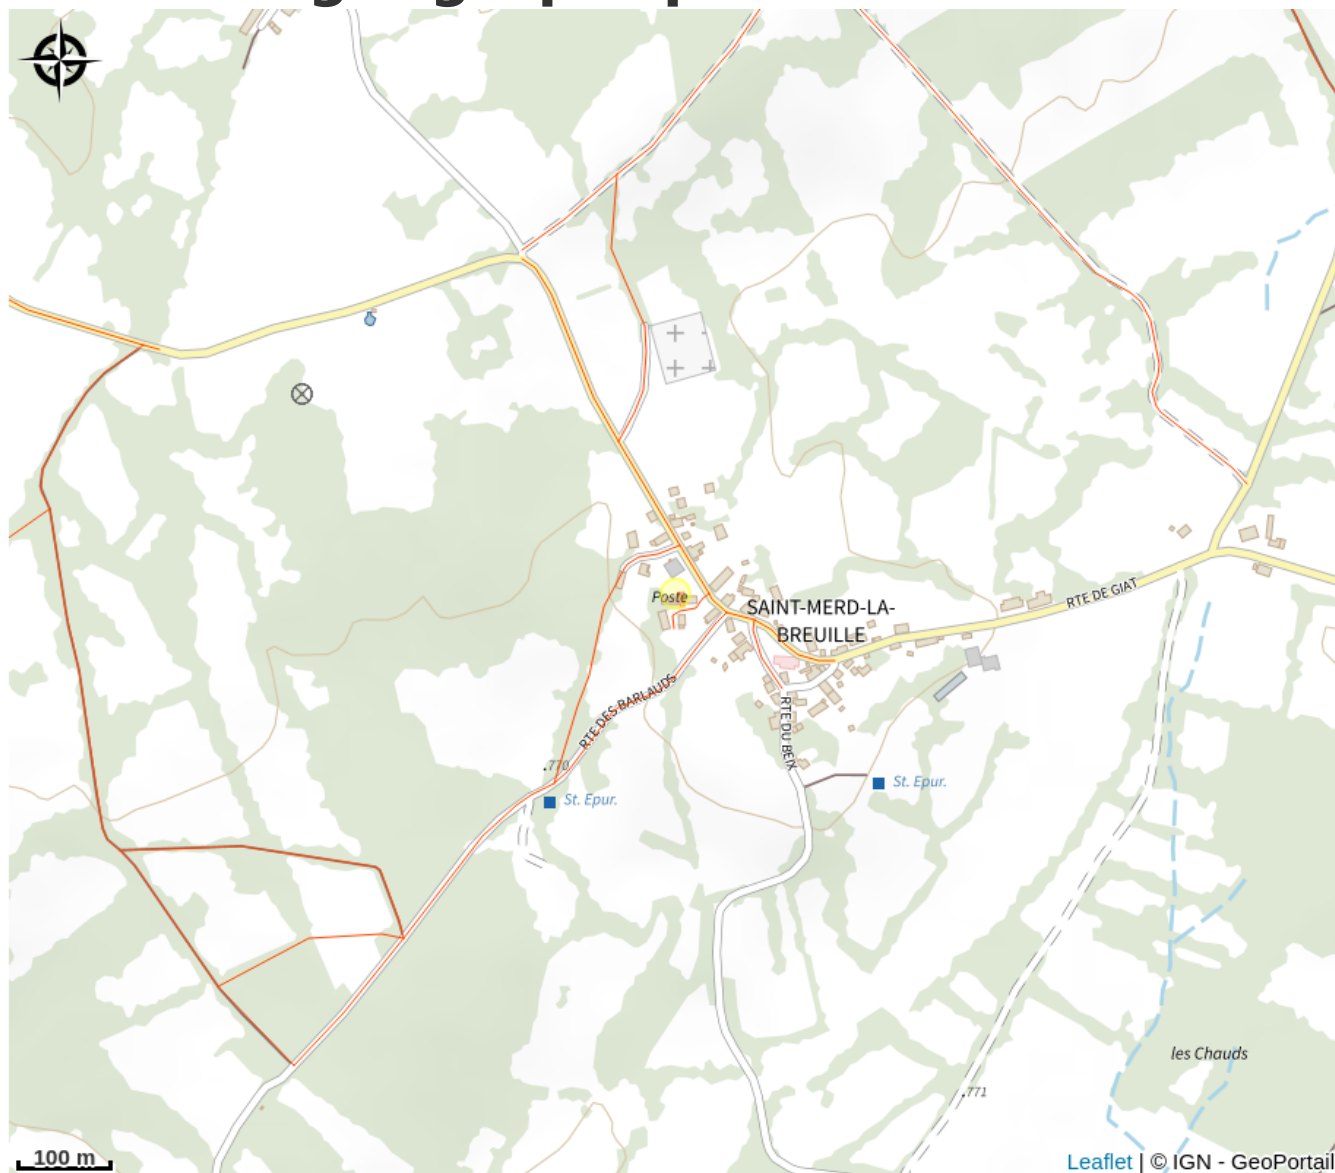 Poste
SAINT-MERD-LA-
BREUILLE
RTE DE GIAT
RTE DES BARLAUDS
RTE DU BEIX
.770
St. Epur.
St. Epur.
les Chauds
.771
100 m
Leaflet | © IGN - GeoPortail